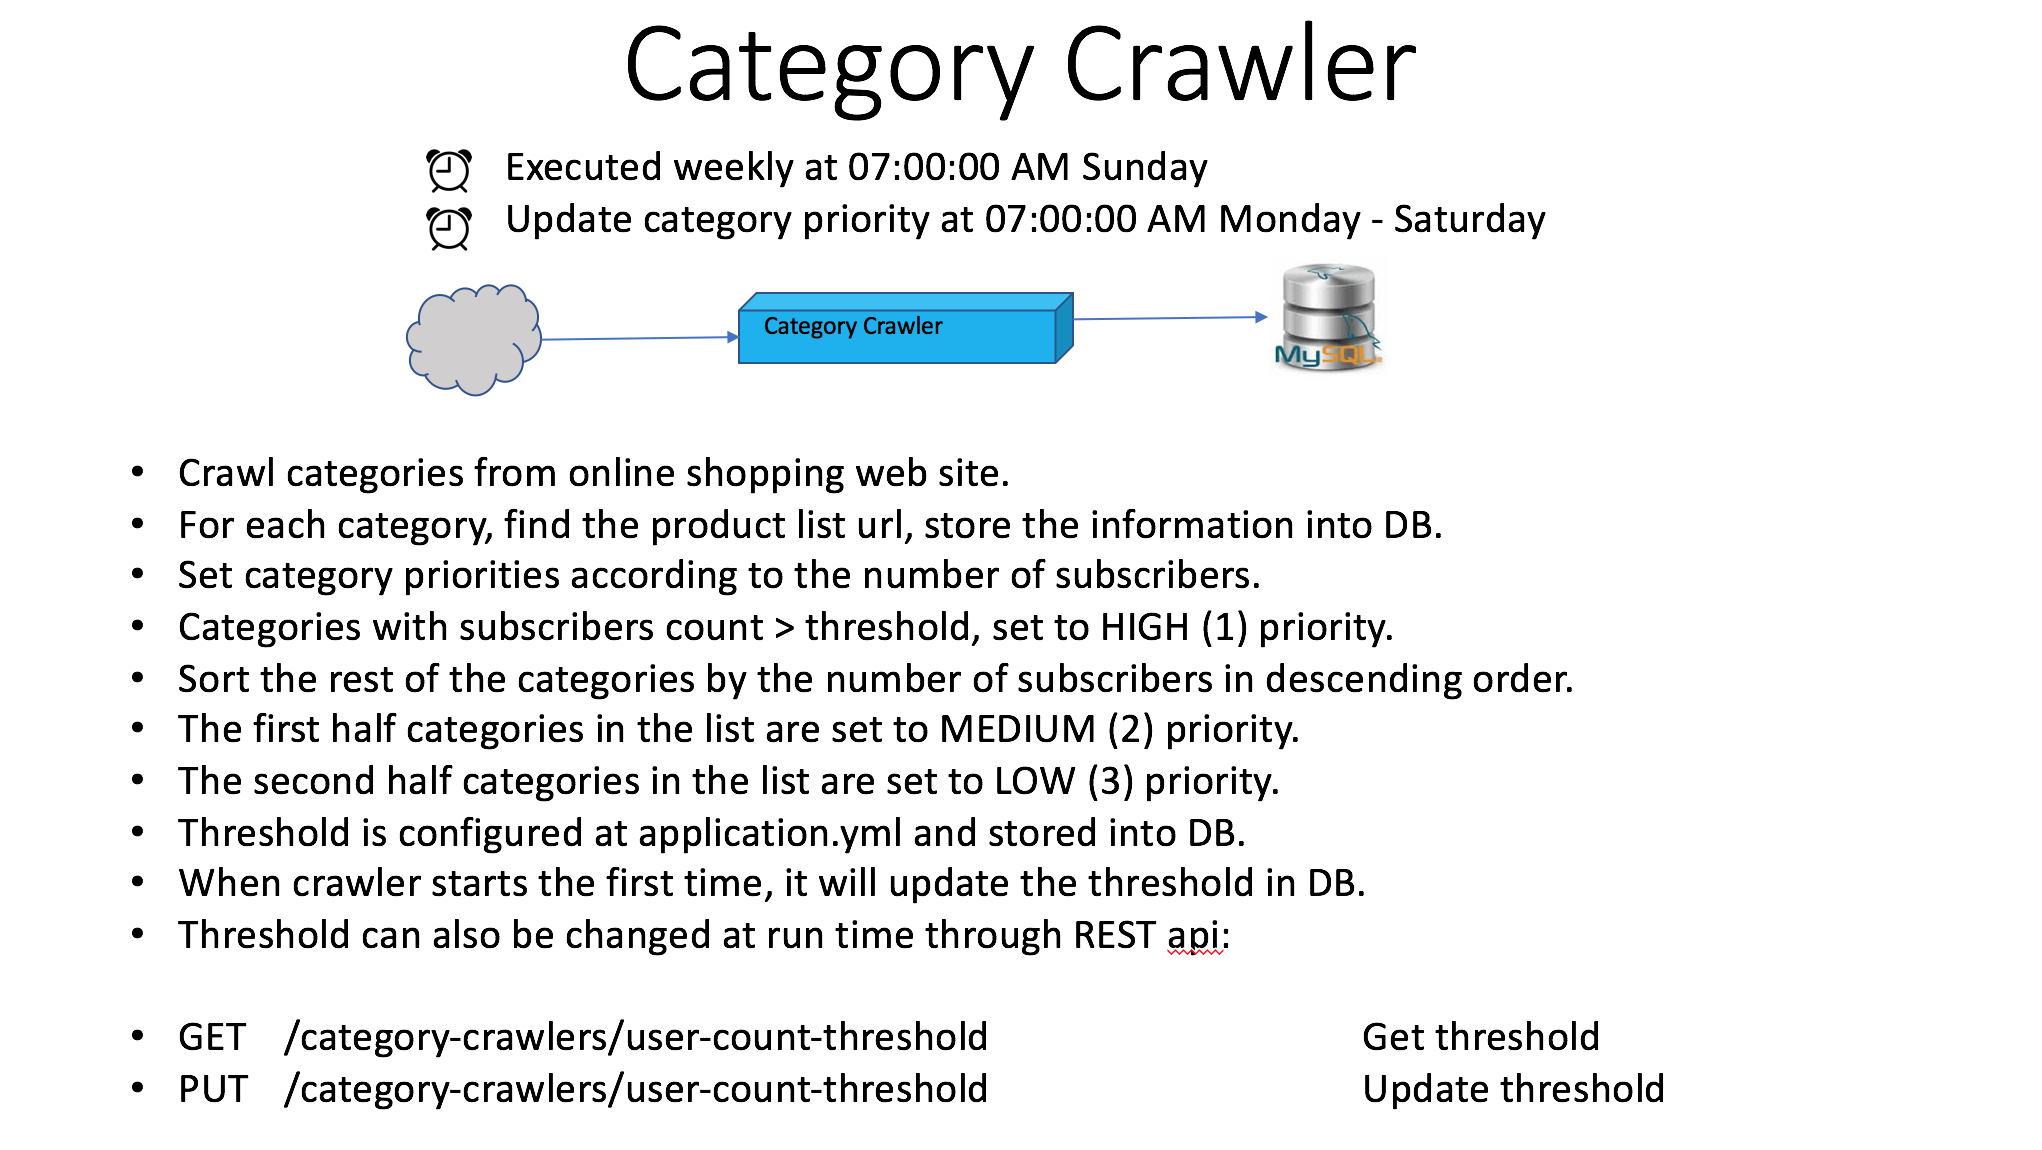 Category Crawler
Executed weekly at 07:00:00 AM Sunday
Update category priority at 07:00:00 AM Monday - Saturday
Category Crawler
MySQL
• Crawl categories from online shopping web site.
• For each category, find the product list url, store the information into DB.
• Set category priorities according to the number of subscribers.
• Categories with subscribers count > threshold, set to HIGH (1) priority.
• Sort the rest of the categories by the number of subscribers in descending order.
• The first half categories in the list are set to MEDIUM (2) priority.
• The second half categories in the list are set to LOW (3) priority.
• Threshold is configured at application.yml and stored into DB.
• When crawler starts the first time, it will update the threshold in DB.
• Threshold can also be changed at run time through REST api:
• GET /category-crawlers/user-count-threshold Get threshold
• PUT /category-crawlers/user-count-threshold Update threshold